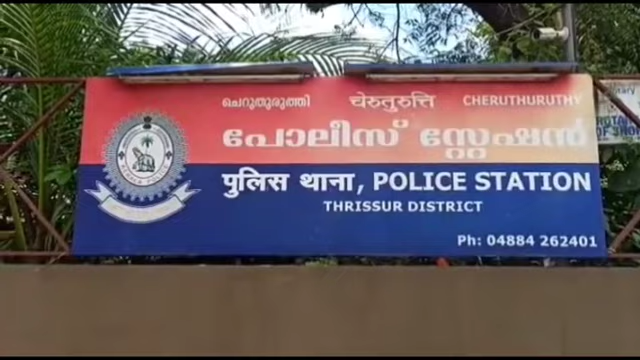 ചെറുതുരുത്തി चेरुतुरुत्ति CHERUTHURUTHY
പോലീസ് സ്റ്റേഷൻ
पुलिस थाना, POLICE STATION
THRISSUR DISTRICT
Ph: 04884 262401